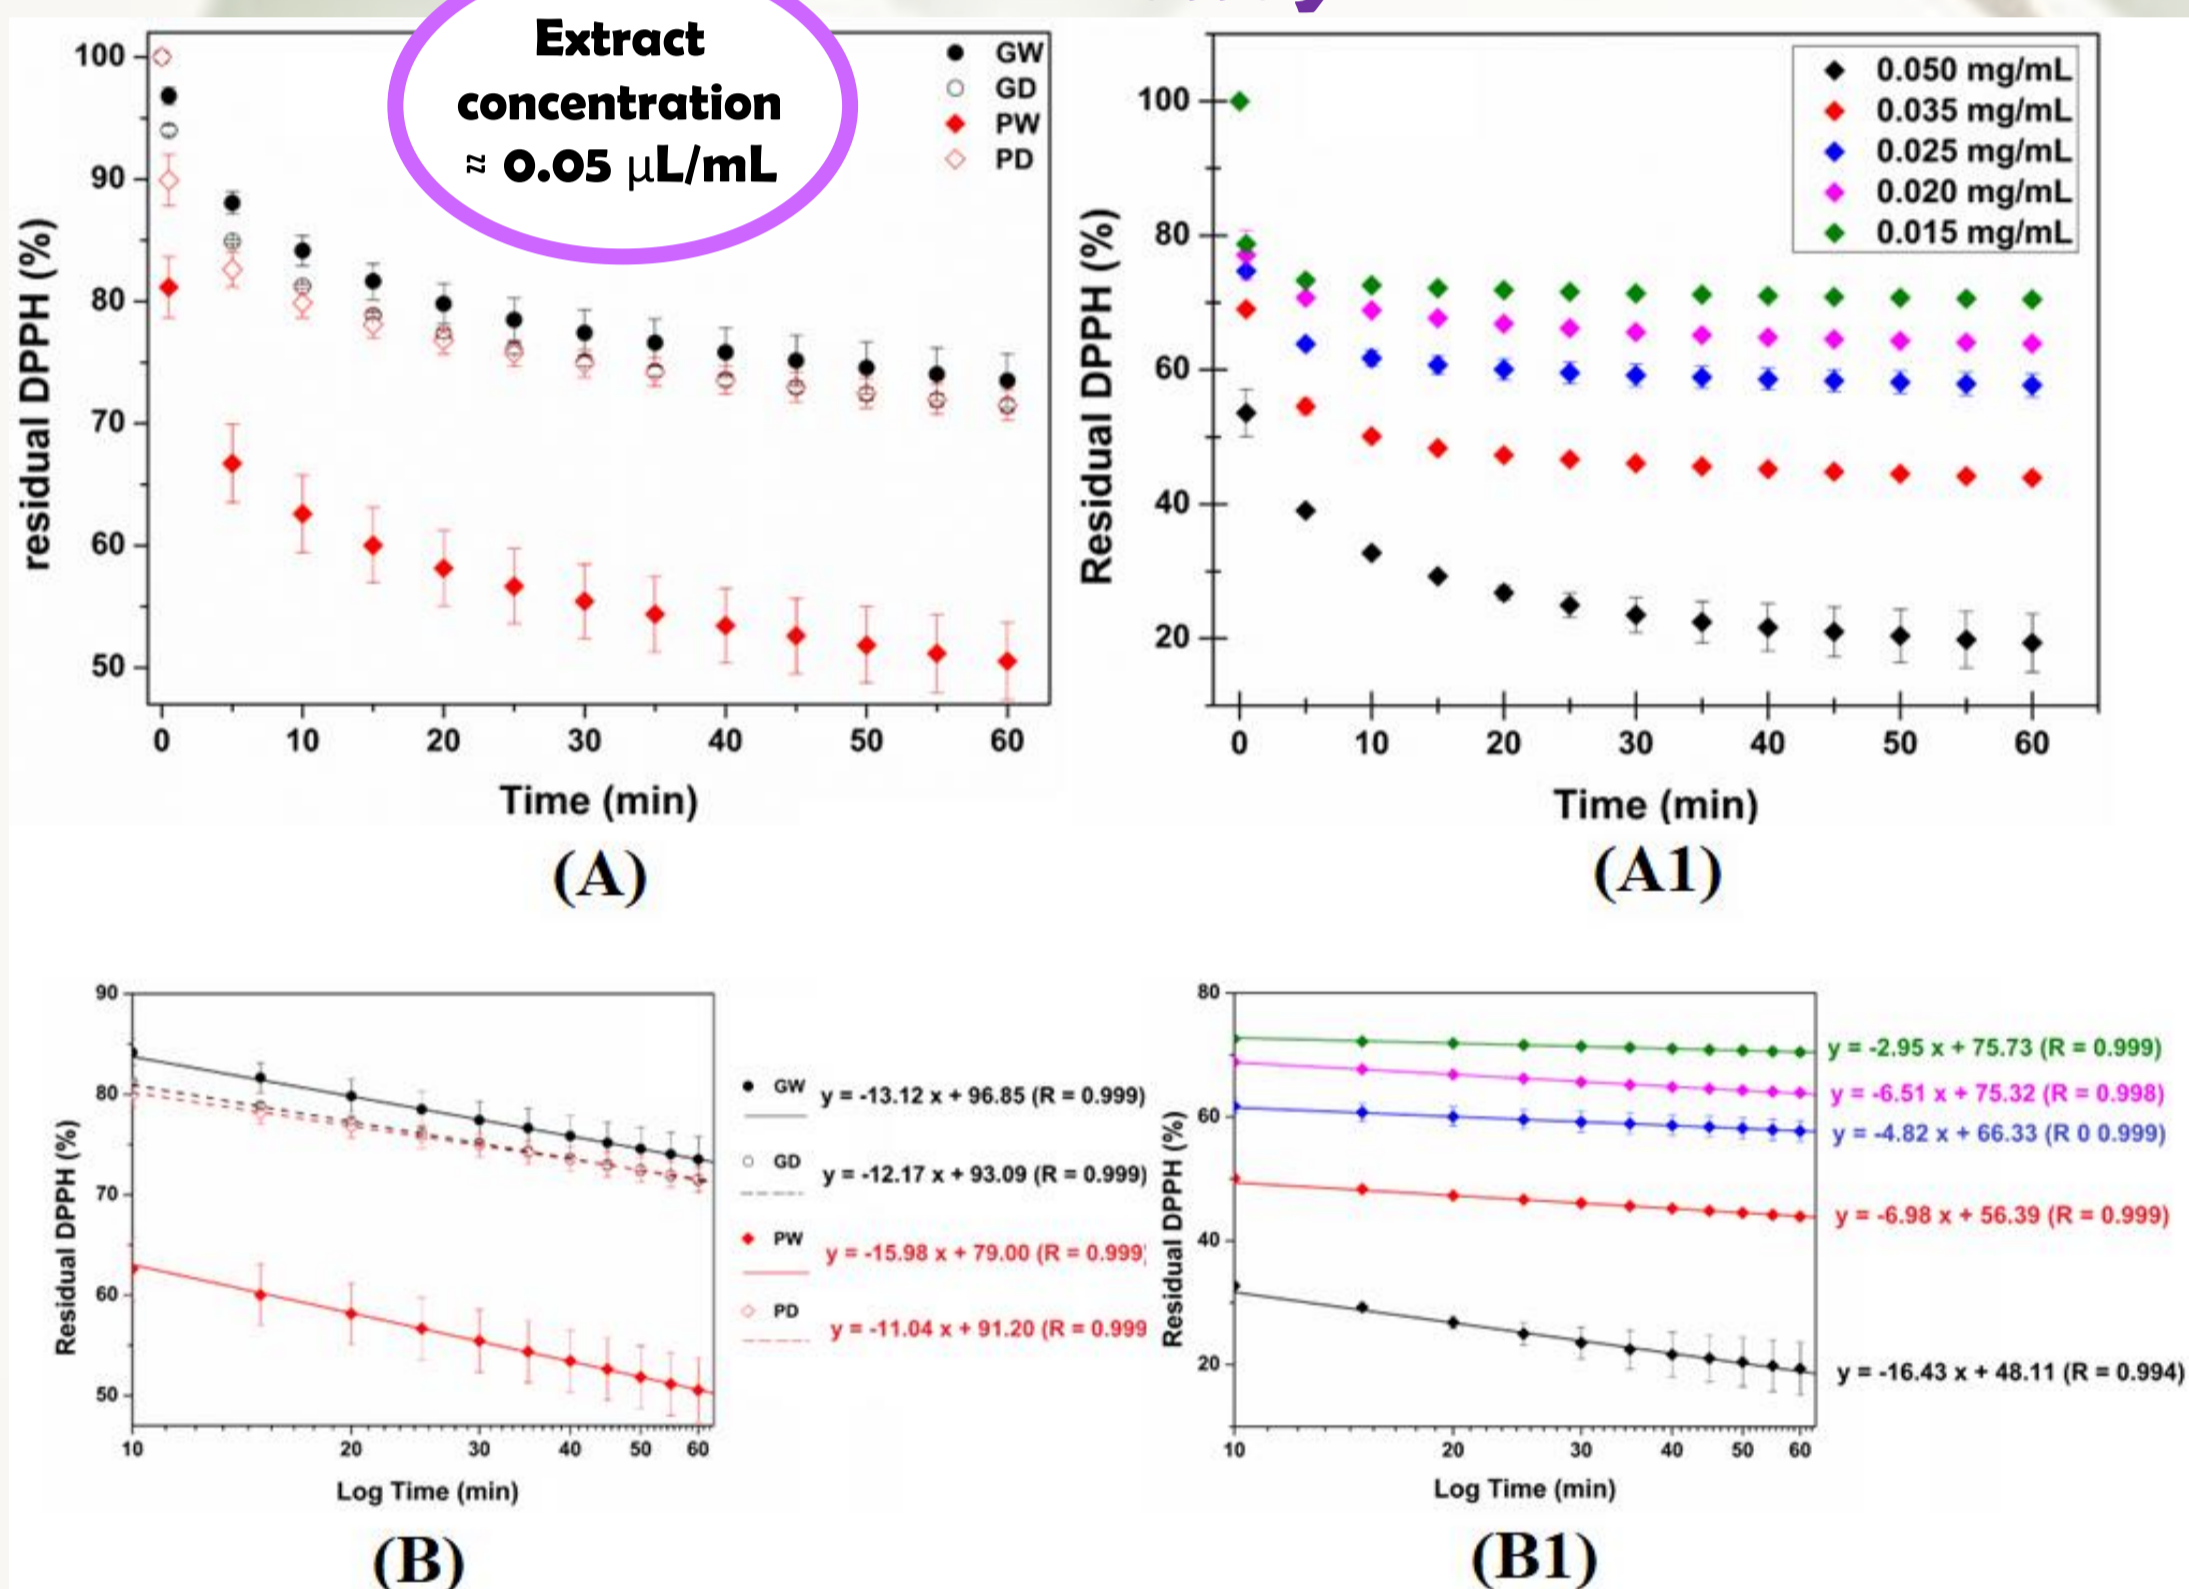 Extract
concentration
≈ 0.05 μL/mL
residual DPPH (%)
100
90
80
70
60
50
GW
GD
PW
PD
0 10 20 30 40 50 60
Time (min)
(A)
Residual DPPH (%)
100
80
60
40
20
0.050 mg/mL
0.035 mg/mL
0.025 mg/mL
0.020 mg/mL
0.015 mg/mL
0 10 20 30 40 50 60
Time (min)
(A1)
Residual DPPH (%)
90
80
70
60
50
10 20 30 40 50 60
Log Time (min)
GW y = -13.12 x + 96.85 (R = 0.999)
GD y = -12.17 x + 93.09 (R = 0.999)
PW y = -15.98 x + 79.00 (R = 0.999)
PD y = -11.04 x + 91.20 (R = 0.999
(B)
Residual DPPH (%)
80
60
40
20
10 20 30 40 50 60
Log Time (min)
y = -2.95 x + 75.73 (R = 0.999)
y = -6.51 x + 75.32 (R = 0.998)
y = -4.82 x + 66.33 (R 0 0.999)
y = -6.98 x + 56.39 (R = 0.999)
y = -16.43 x + 48.11 (R = 0.994)
(B1)